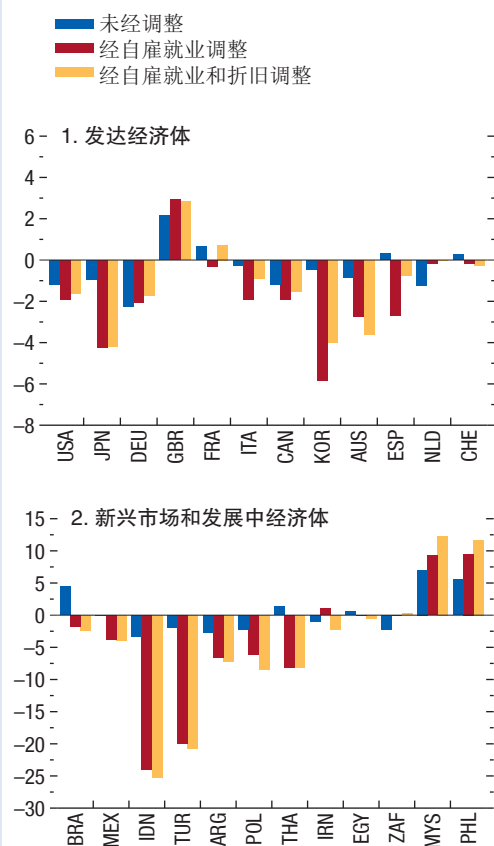 未经调整
经自雇就业调整
经自雇就业和折旧调整
1. 发达经济体
6
4
2
0
–2
–4
–6
–8
USA JPN DEU GBR FRA ITA CAN KOR AUS ESP NLD CHE
2. 新兴市场和发展中经济体
15
10
5
0
–5
–10
–15
–20
–25
–30
BRA MEX IDN TUR ARG POL THA IRN EGY ZAF MYS PHL